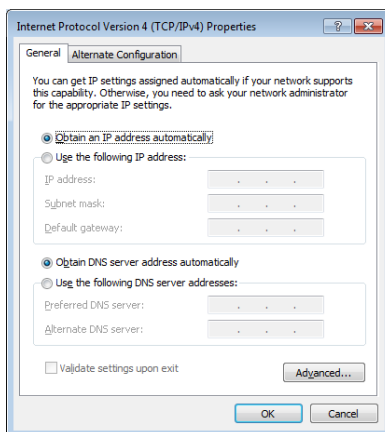 Internet Protocol Version 4 (TCP/IPv4) Properties
General
Alternate Configuration
You can get IP settings assigned automatically if your network supports
this capability. Otherwise, you need to ask your network administrator
for the appropriate IP settings.
Obtain an IP address automatically
Use the following IP address:
IP address:
Subnet mask:
Default gateway:
Obtain DNS server address automatically
Use the following DNS server addresses:
Preferred DNS server:
Alternate DNS server:
Validate settings upon exit
Advanced...
OK
Cancel